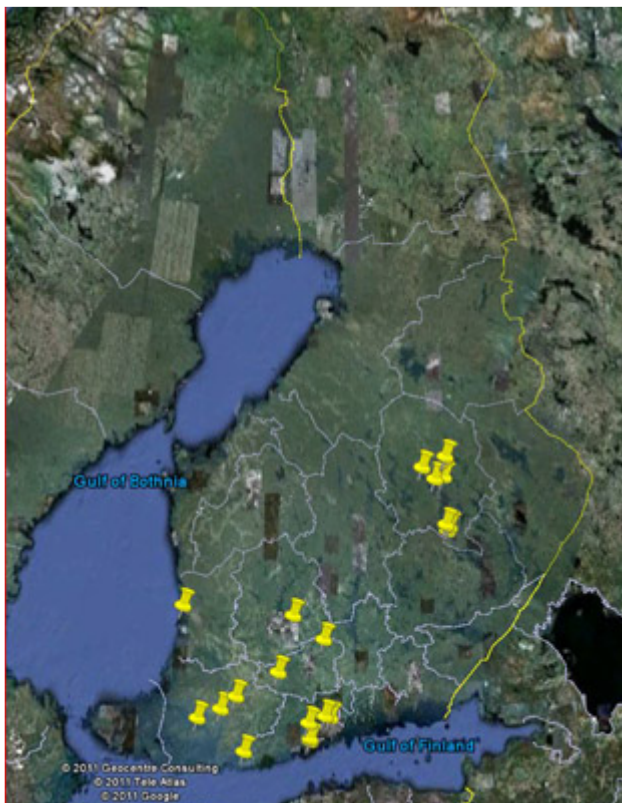 Gulf of Bothnia
Gulf of Finland
© 2011 Geocentre Consulting
© 2011 Tele Atlas
© 2011 Google